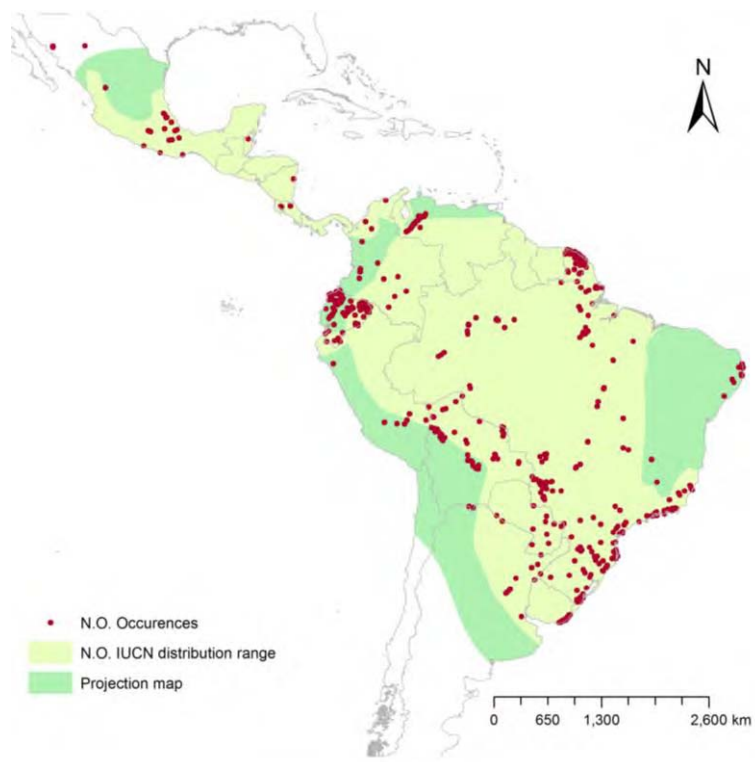 N
N.O. Occurences
N.O. IUCN distribution range
Projection map
0 650 1,300 2,600 km